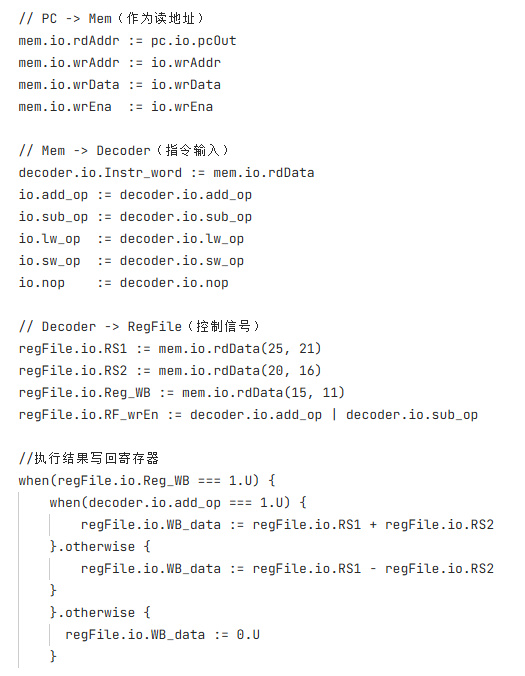 // PC -> Mem（作为读地址）
mem.io.rdAddr := pc.io.pcOut
mem.io.wrAddr := io.wrAddr
mem.io.wrData := io.wrData
mem.io.wrEna  := io.wrEna

// Mem -> Decoder（指令输入）
decoder.io.Instr_word := mem.io.rdData
io.add_op := decoder.io.add_op
io.sub_op := decoder.io.sub_op
io.lw_op  := decoder.io.lw_op
io.sw_op  := decoder.io.sw_op
io.nop    := decoder.io.nop

// Decoder -> RegFile（控制信号）
regFile.io.RS1 := mem.io.rdData(25, 21)
regFile.io.RS2 := mem.io.rdData(20, 16)
regFile.io.Reg_WB := mem.io.rdData(15, 11)
regFile.io.RF_wrEn := decoder.io.add_op | decoder.io.sub_op

//执行结果写回寄存器
when(regFile.io.Reg_WB === 1.U) {
    when(decoder.io.add_op === 1.U) {
        regFile.io.WB_data := regFile.io.RS1 + regFile.io.RS2
    }.otherwise {
        regFile.io.WB_data := regFile.io.RS1 - regFile.io.RS2
    }
    }.otherwise {
      regFile.io.WB_data := 0.U
    }